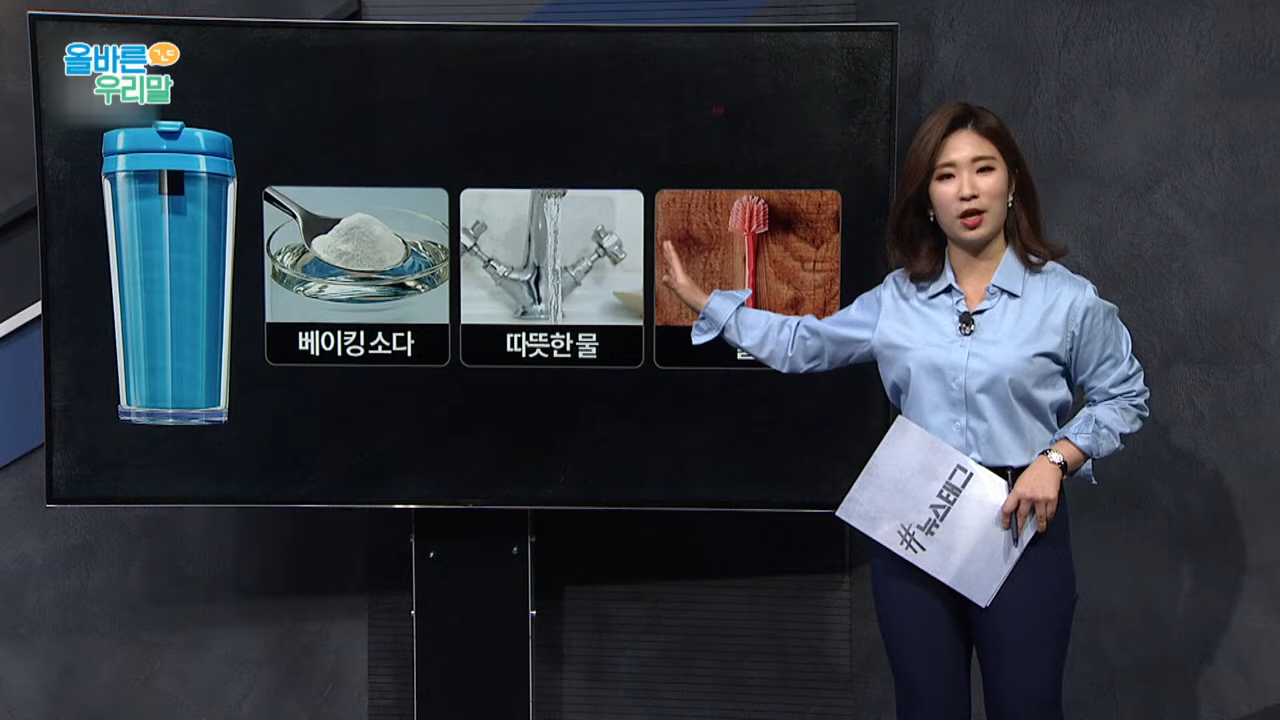 올바른
우리말
베이킹 소다
따뜻한 물
#뉴스태그